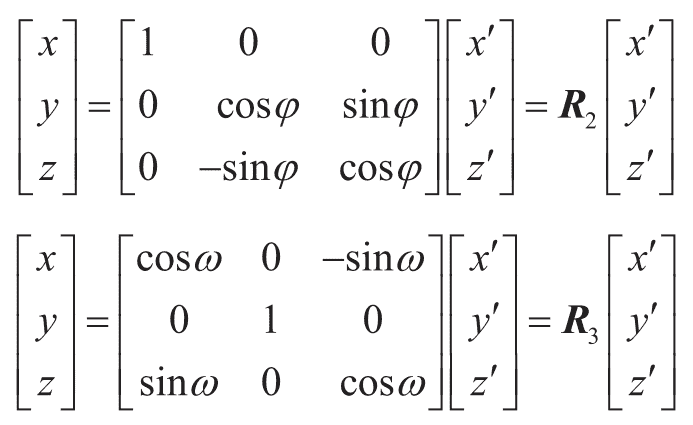 [x y z] = [1 0 0; 0 cosφ sinφ; 0 −sinφ cosφ] [x′ y′ z′] = R₂ [x′ y′ z′]
[x y z] = [cosω 0 −sinω; 0 1 0; sinω 0 cosω] [x′ y′ z′] = R₃ [x′ y′ z′]